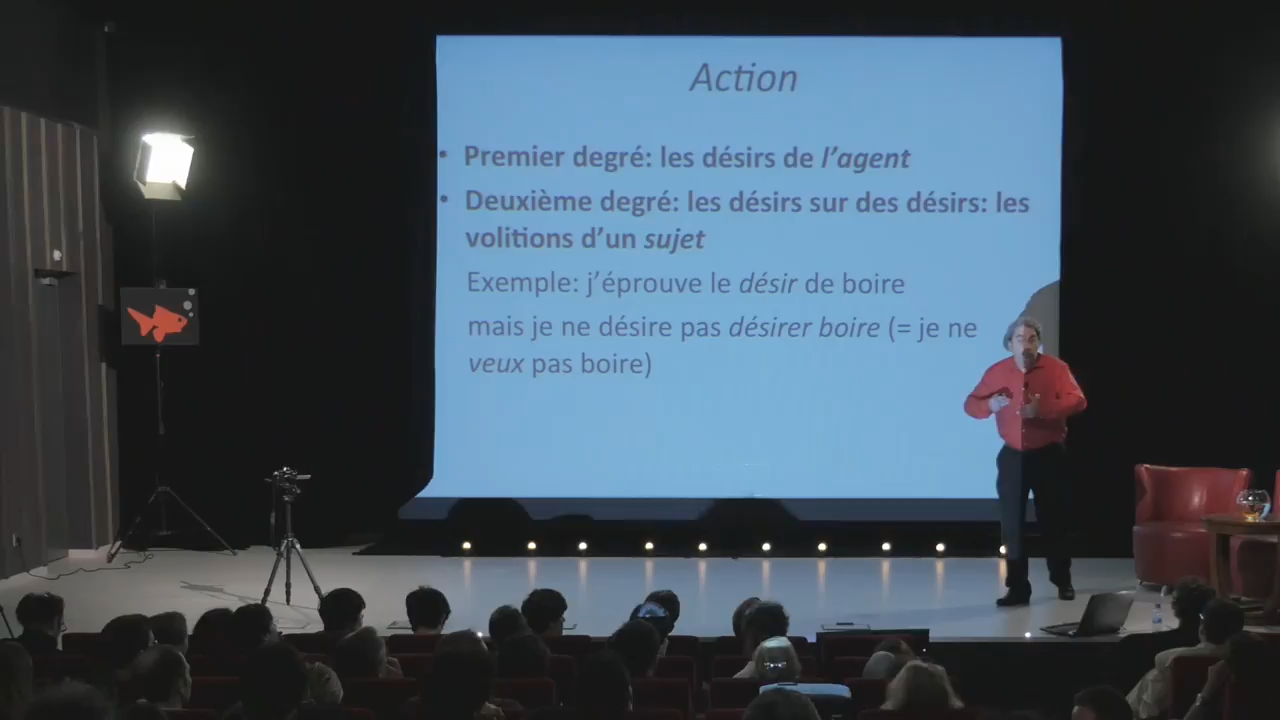 Action
• Premier degré: les désirs de l’agent
• Deuxième degré: les désirs sur des désirs: les
volitions d’un sujet
Exemple: j’éprouve le désir de boire
mais je ne désire pas désirer boire (= je ne
veux pas boire)